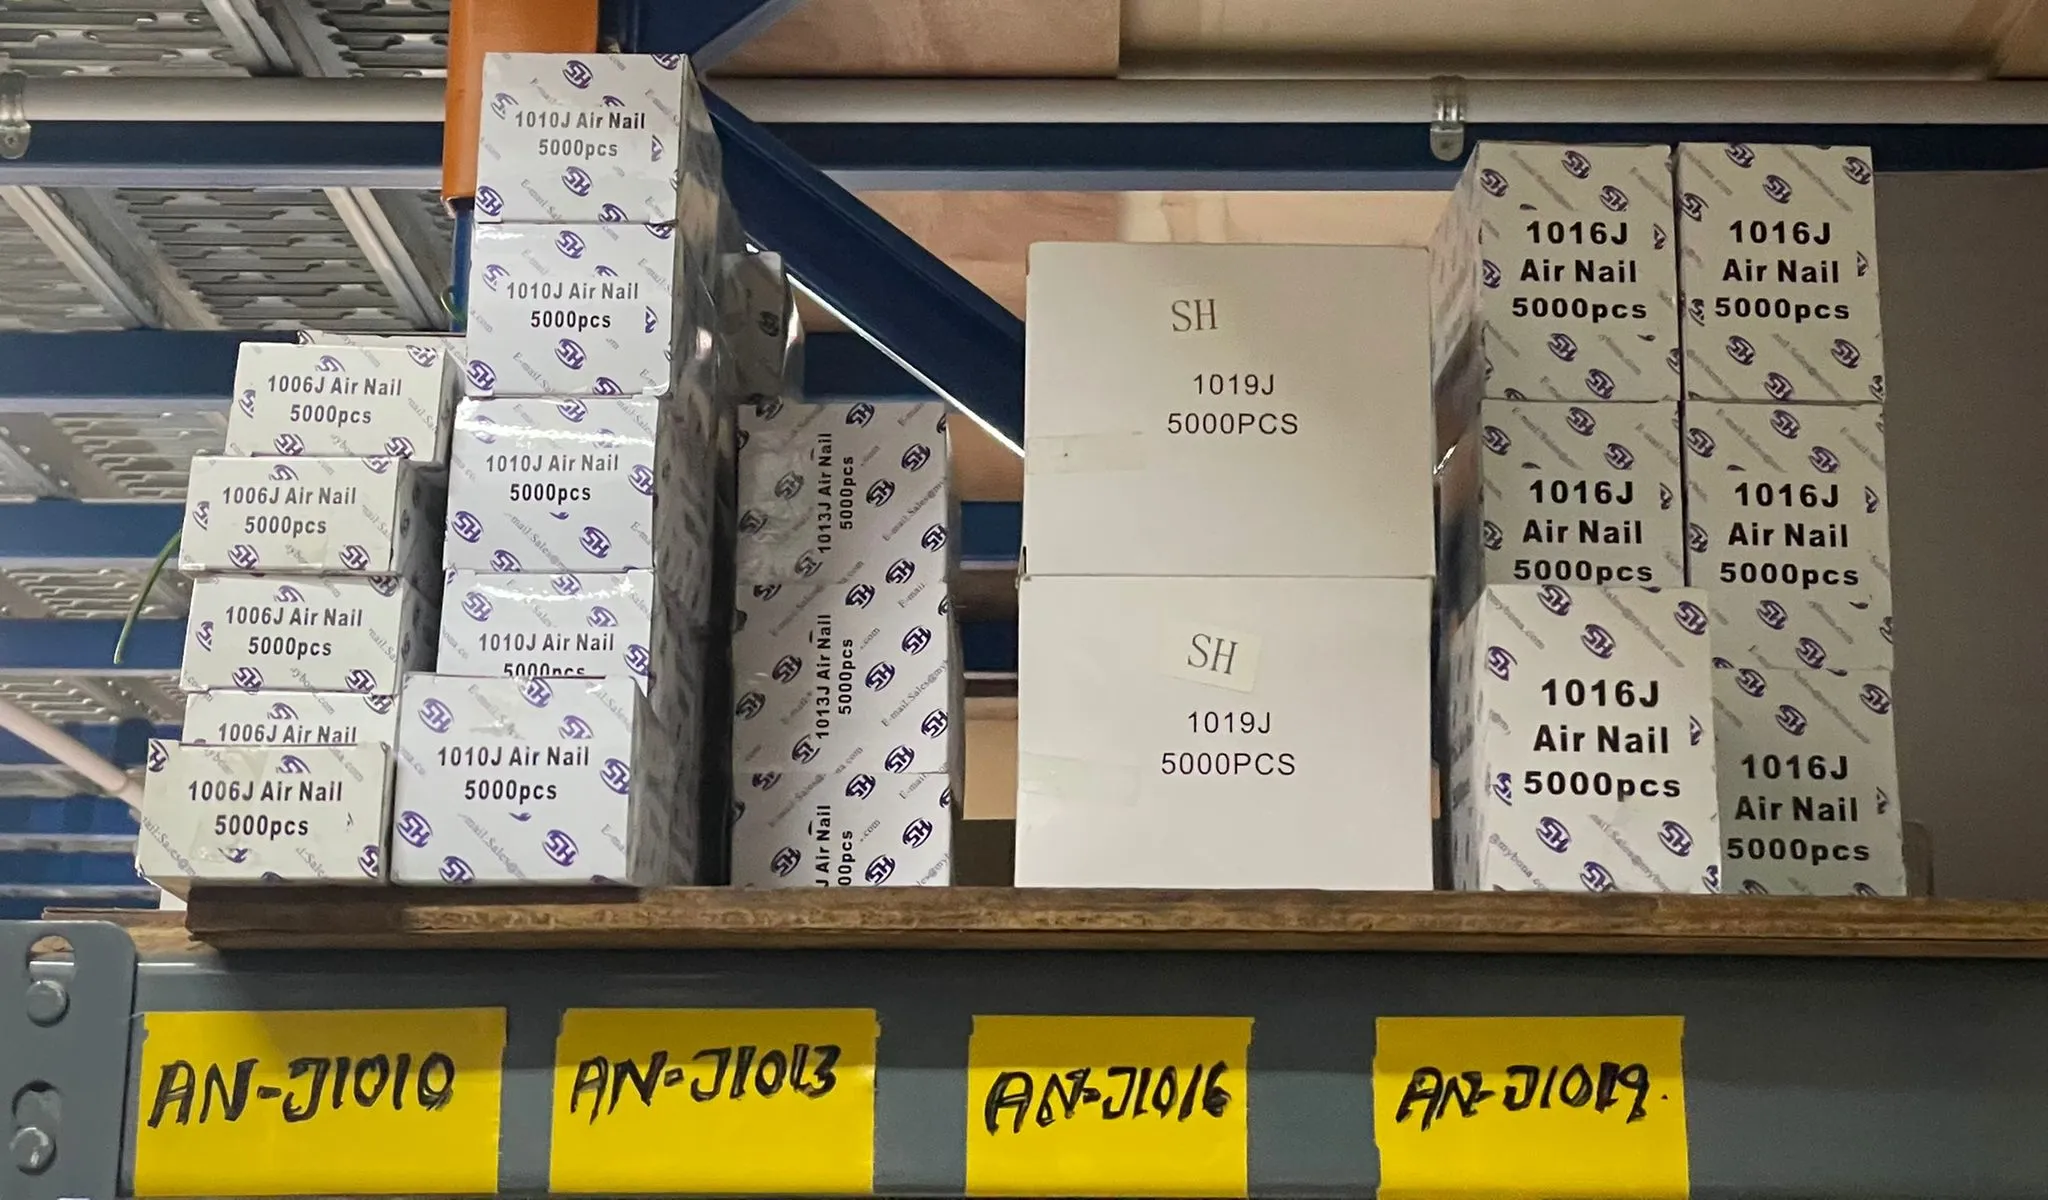 1010J Air Nail
5000pcs
1010J Air Nail
5000pcs
1010J Air Nail
5000pcs
1010J Air Nail
5000pcs
1010J Air Nail
5000pcs
1006J Air Nail
5000pcs
1006J Air Nail
5000pcs
1006J Air Nail
5000pcs
1006J Air Nail
1006J Air Nail
5000pcs
1013J Air Nail
5000pcs
1013J Air Nail
5000pcs
J Air Nail
00pcs
SH
1019J
5000PCS
SH
1019J
5000PCS
1016J
Air Nail
5000pcs
1016J
Air Nail
5000pcs
1016J
Air Nail
5000pcs
1016J
Air Nail
5000pcs
1016J
Air Nail
5000pcs
1016J
Air Nail
5000pcs
AN-J1010
AN-J1013
AN-J1016
AN-J1019.